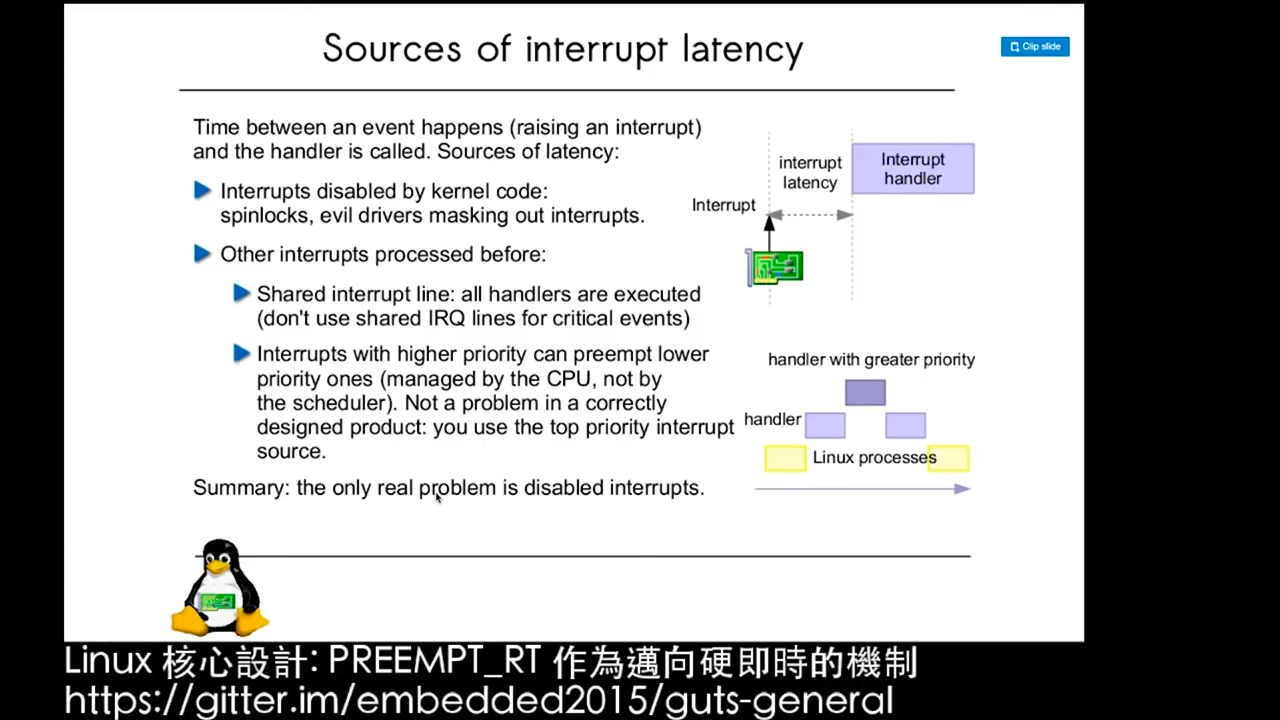 Sources of interrupt latency
Clip slide
Time between an event happens (raising an interrupt)
and the handler is called. Sources of latency:
Interrupts disabled by kernel code:
spinlocks, evil drivers masking out interrupts.
Other interrupts processed before:
Shared interrupt line: all handlers are executed
(don't use shared IRQ lines for critical events)
Interrupts with higher priority can preempt lower
priority ones (managed by the CPU, not by
the scheduler). Not a problem in a correctly
designed product: you use the top priority interrupt
source.
Summary: the only real problem is disabled interrupts.
interrupt
latency
Interrupt
handler
Interrupt
handler with greater priority
handler
Linux processes
Linux 核心設計: PREEMPT_RT 作為邁向硬即時的機制
https://gitter.im/embedded2015/guts-general